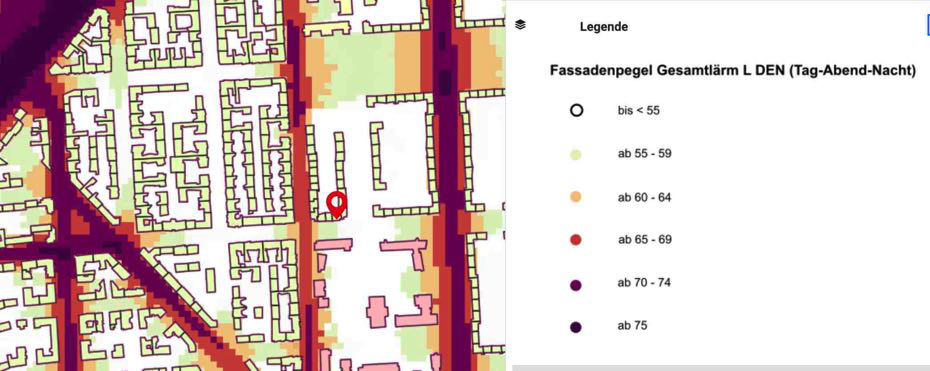 Legende
Fassadenpegel Gesamtlärm L DEN (Tag-Abend-Nacht)
bis < 55
ab 55 - 59
ab 60 - 64
ab 65 - 69
ab 70 - 74
ab 75